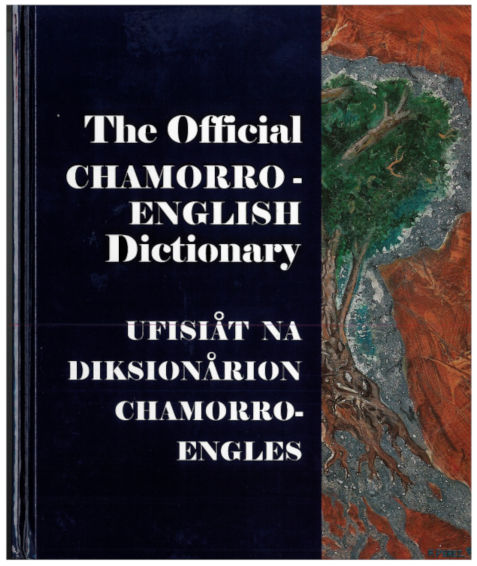 The Official
CHAMORRO -
ENGLISH
Dictionary
UFISIÅT NA
DIKSIONÅRION
CHAMORRO-
ENGLES